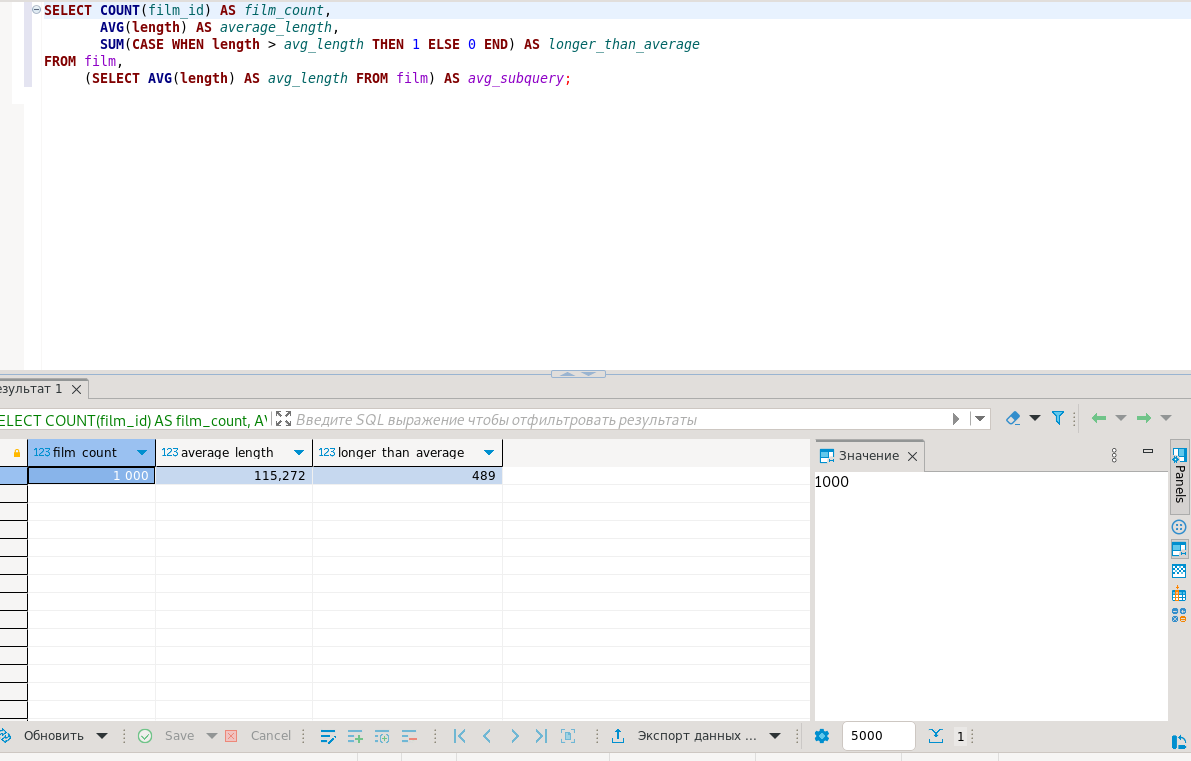 SELECT COUNT(film_id) AS film_count,
AVG(length) AS average_length,
SUM(CASE WHEN length > avg_length THEN 1 ELSE 0 END) AS longer_than_average
FROM film,
(SELECT AVG(length) AS avg_length FROM film) AS avg_subquery;
езультат 1
ELECT COUNT(film_id) AS film_count, A
Введите SQL выражение чтобы отфильтровать результаты
123 film_count 123 average_length 123 longer_than_average
1 000 115,272 489
Значение
1000
Panels
Обновить Save Cancel Экспорт данных ... 5000 1